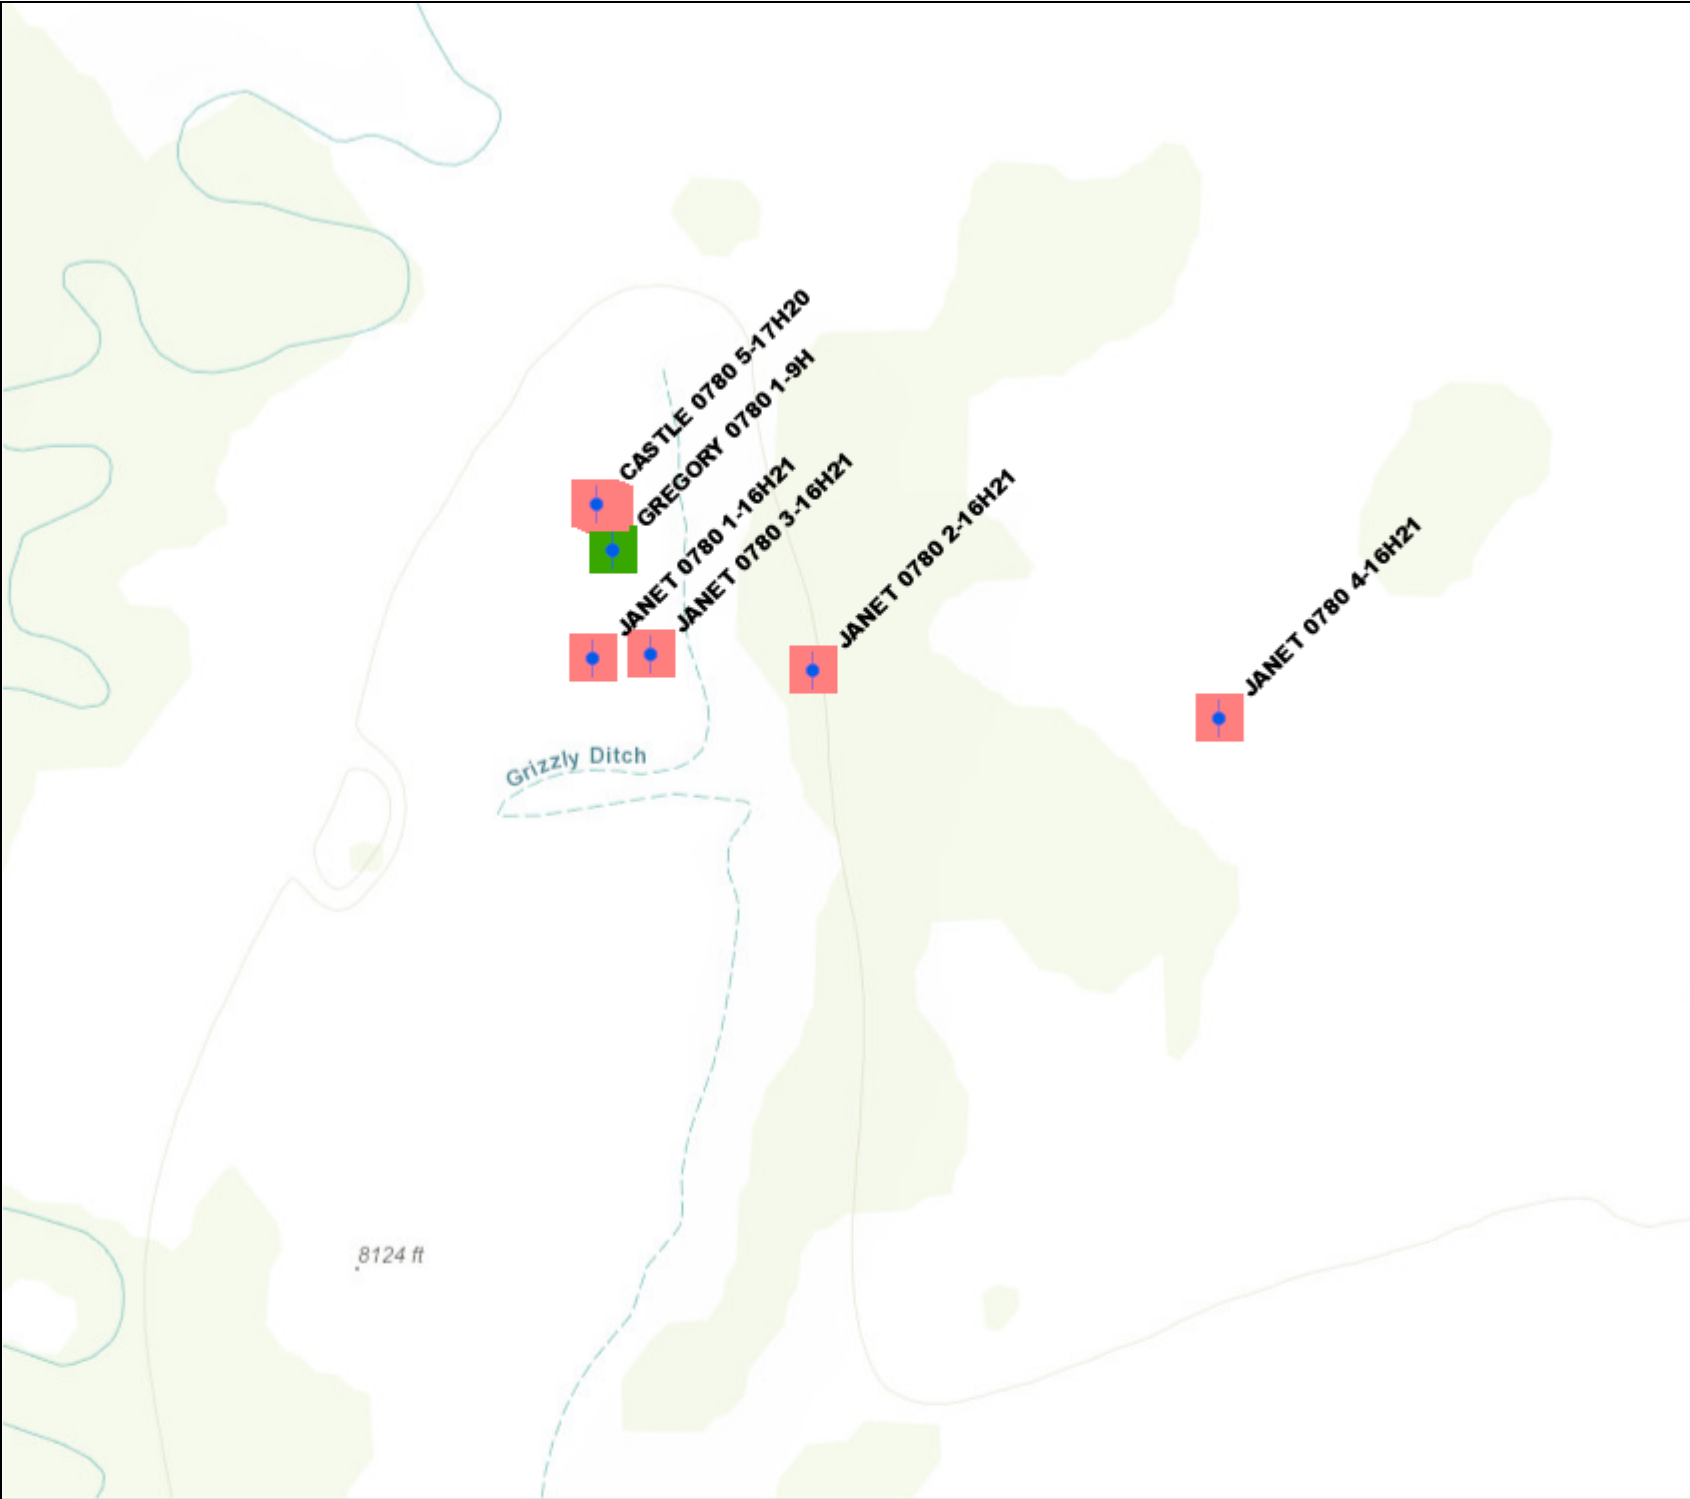 CASTLE 0780 5-17H20
GREGORY 0780 1-9H
JANET 0780 1-16H21
JANET 0780 3-16H21
JANET 0780 2-16H21
JANET 0780 4-16H21
Grizzly Ditch
8124 ft